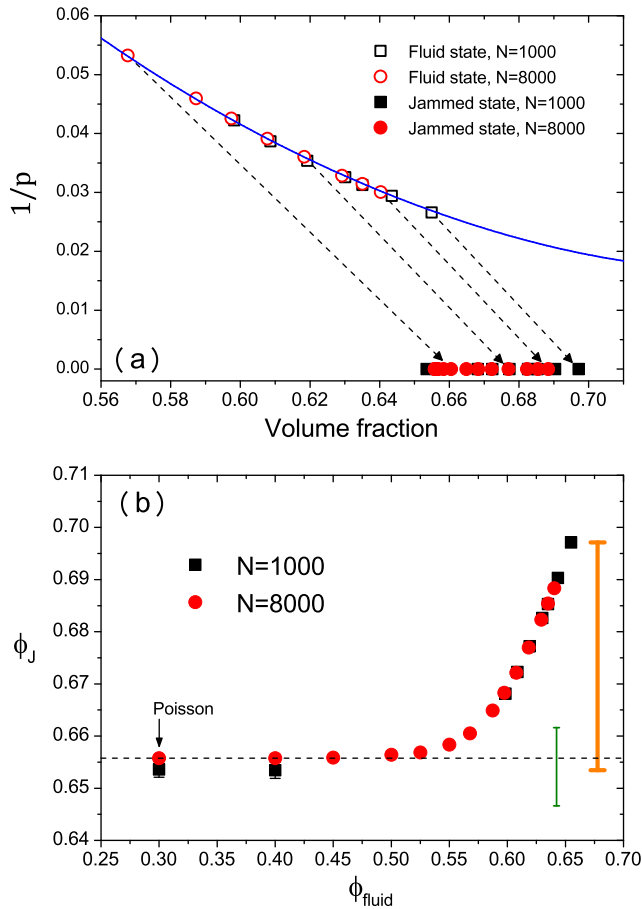 0.06
0.05
0.04
0.03
0.02
0.01
0.00
1/p
Fluid state, N=1000
Fluid state, N=8000
Jammed state, N=1000
Jammed state, N=8000
(a)
0.56 0.58 0.60 0.62 0.64 0.66 0.68 0.70
Volume fraction
0.71
0.70
0.69
0.68
0.67
0.66
0.65
0.64
ϕJ
(b)
N=1000
N=8000
Poisson
0.25 0.30 0.35 0.40 0.45 0.50 0.55 0.60 0.65 0.70
ϕfluid